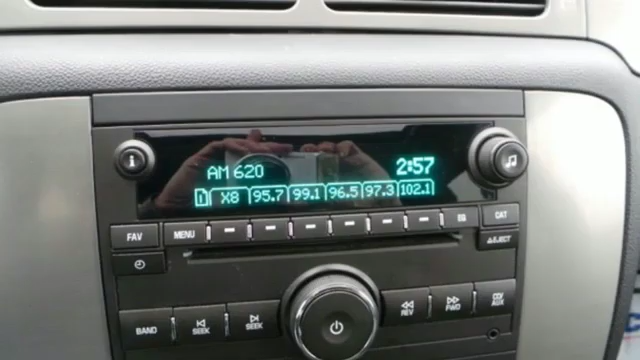 AM 620 2:57
1 X8 95.7 99.1 96.5 97.3 102.1
FAV MENU CAT
EJECT
BAND SEEK SEEK REV FWD AUX